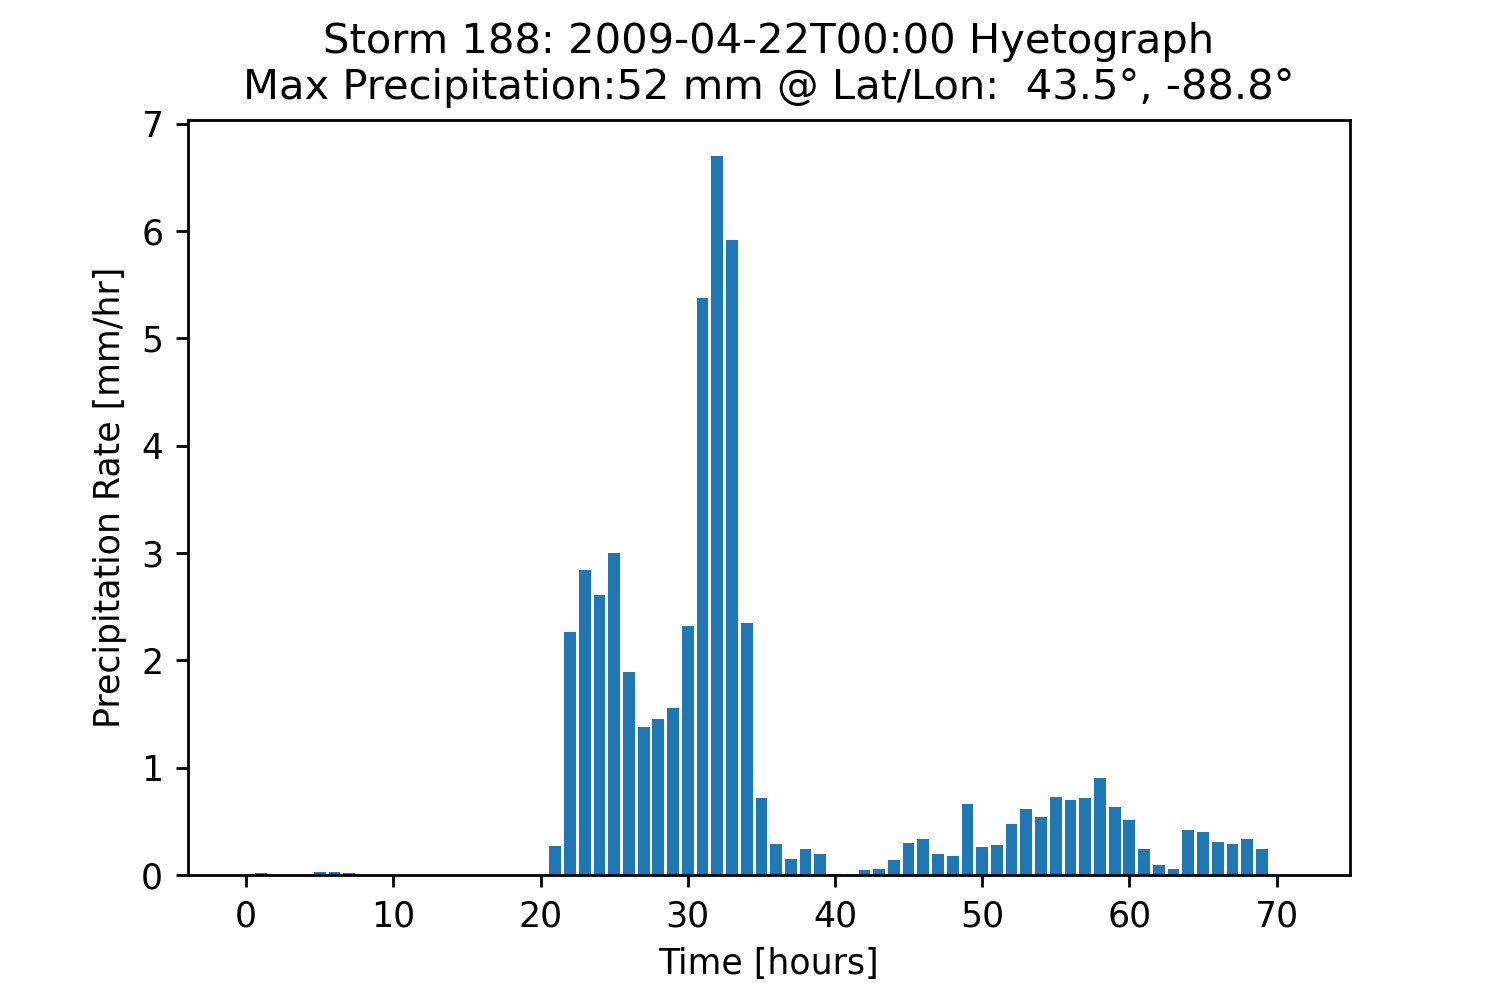 Storm 188: 2009-04-22T00:00 Hyetograph
Max Precipitation:52 mm @ Lat/Lon:  43.5°, -88.8°
7
6
5
4
3
2
1
0
Precipitation Rate [mm/hr]
0 10 20 30 40 50 60 70
Time [hours]